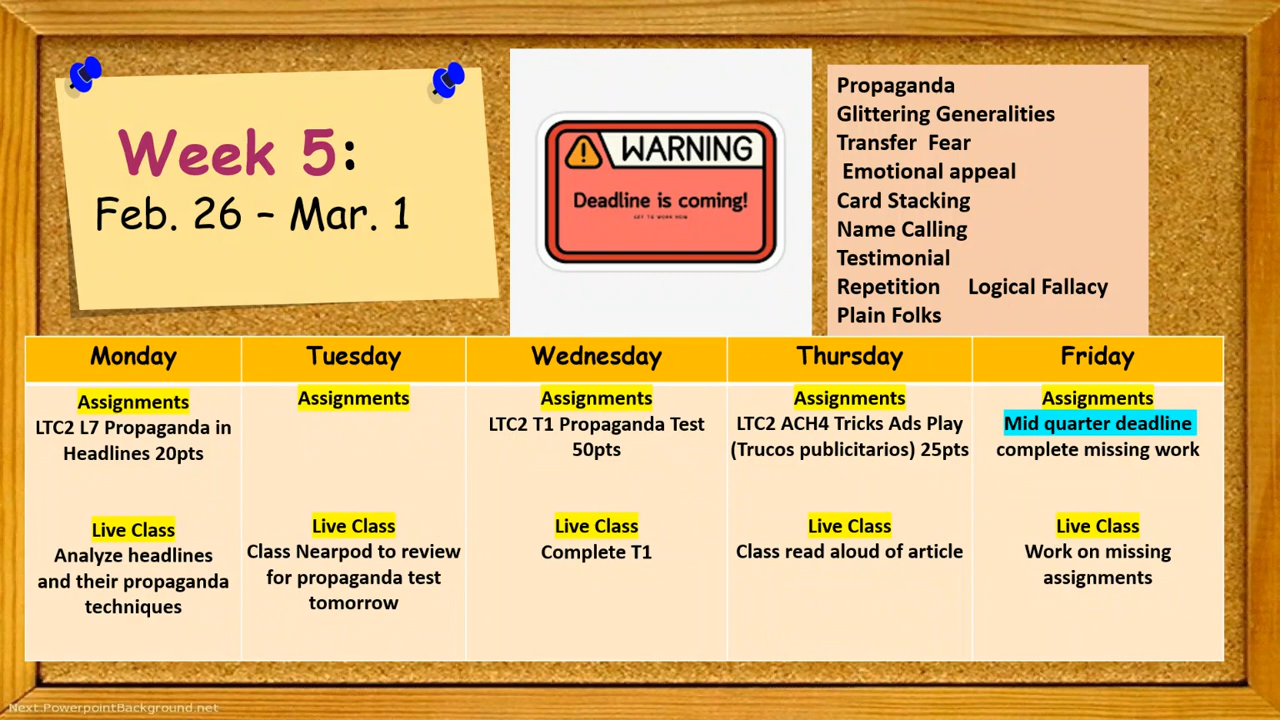 Week 5:
Feb. 26 – Mar. 1
WARNING
Deadline is coming!
GET TO WORK NOW
Propaganda
Glittering Generalities
Transfer Fear
Emotional appeal
Card Stacking
Name Calling
Testimonial
Repetition Logical Fallacy
Plain Folks
Monday
Tuesday
Wednesday
Thursday
Friday
Assignments
LTC2 L7 Propaganda in
Headlines 20pts
Live Class
Analyze headlines
and their propaganda
techniques
Assignments
Live Class
Class Nearpod to review
for propaganda test
tomorrow
Assignments
LTC2 T1 Propaganda Test
50pts
Live Class
Complete T1
Assignments
LTC2 ACH4 Tricks Ads Play
(Trucos publicitarios) 25pts
Live Class
Class read aloud of article
Assignments
Mid quarter deadline
complete missing work
Live Class
Work on missing
assignments
Next.PowerpointBackground.net